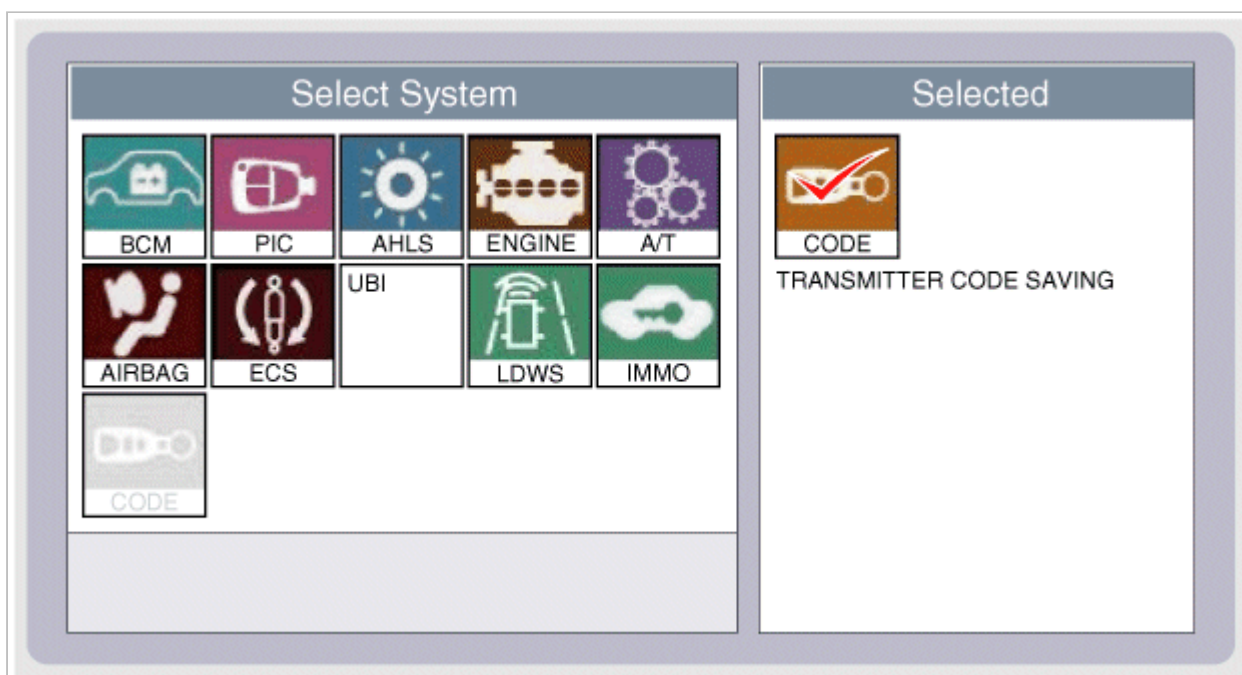 Select System
Selected
BCM PIC AHLS ENGINE A/T
AIRBAG ECS UBI LDWS IMMO
CODE
CODE
TRANSMITTER CODE SAVING